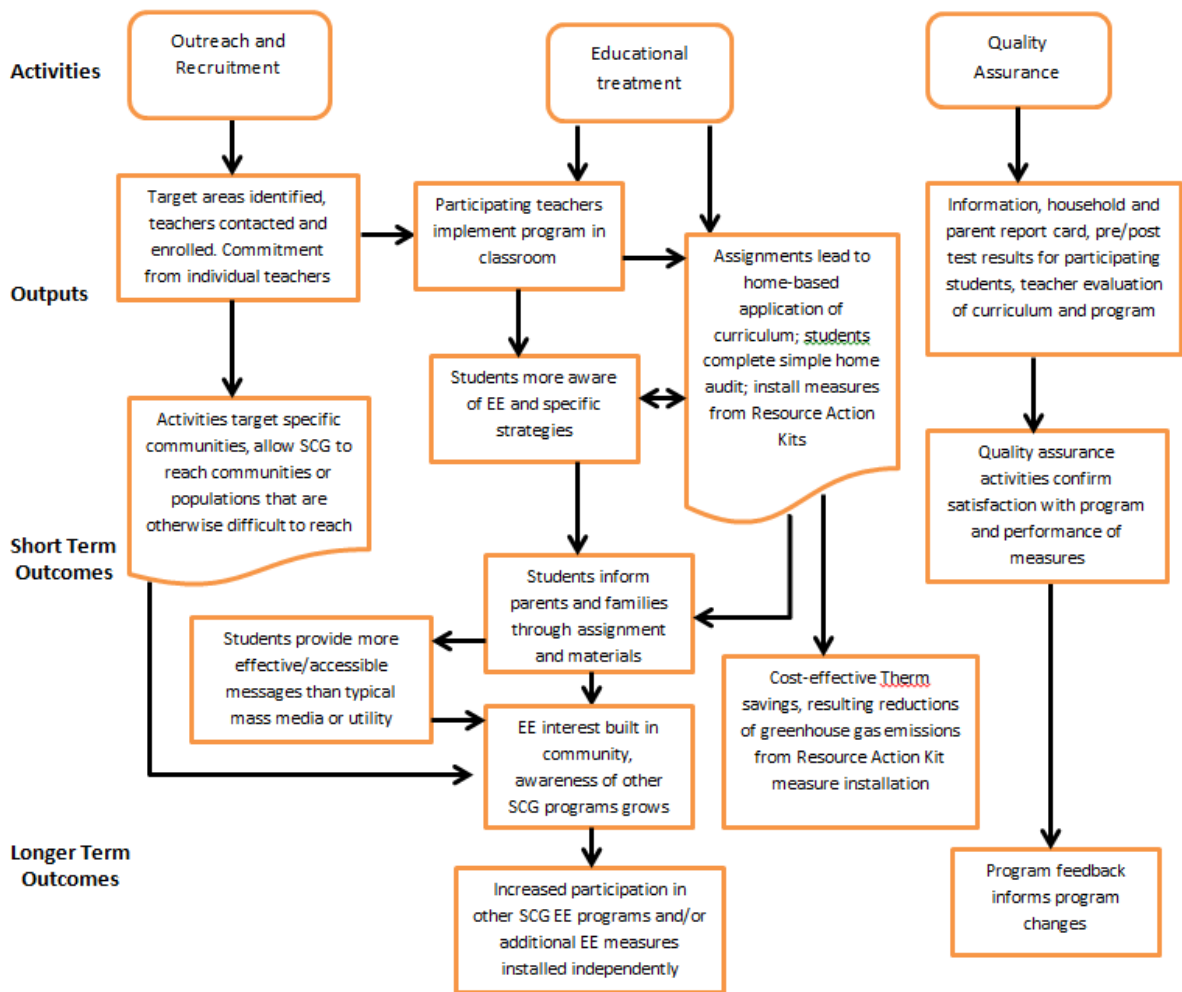 Activities
Outreach and
Recruitment
Educational
treatment
Quality
Assurance
Outputs
Target areas identified,
teachers contacted and
enrolled. Commitment
from individual teachers
Participating teachers
implement program in
classroom
Assignments lead to
home-based
application of
curriculum; students
complete simple home
audit; install measures
from Resource Action
Kits
Information, household and
parent report card, pre/post
test results for participating
students, teacher evaluation
of curriculum and program
Students more aware
of EE and specific
strategies
Activities target specific
communities, allow SCG to
reach communities or
populations that are
otherwise difficult to reach
Quality assurance
activities confirm
satisfaction with program
and performance of
measures
Short Term
Outcomes
Students inform
parents and families
through assignment
and materials
Students provide more
effective/accessible
messages than typical
mass media or utility
Cost-effective Therm
savings, resulting reductions
of greenhouse gas emissions
from Resource Action Kit
measure installation
EE interest built in
community,
awareness of other
SCG programs grows
Longer Term
Outcomes
Increased participation in
other SCG EE programs and/or
additional EE measures
installed independently
Program feedback
informs program
changes